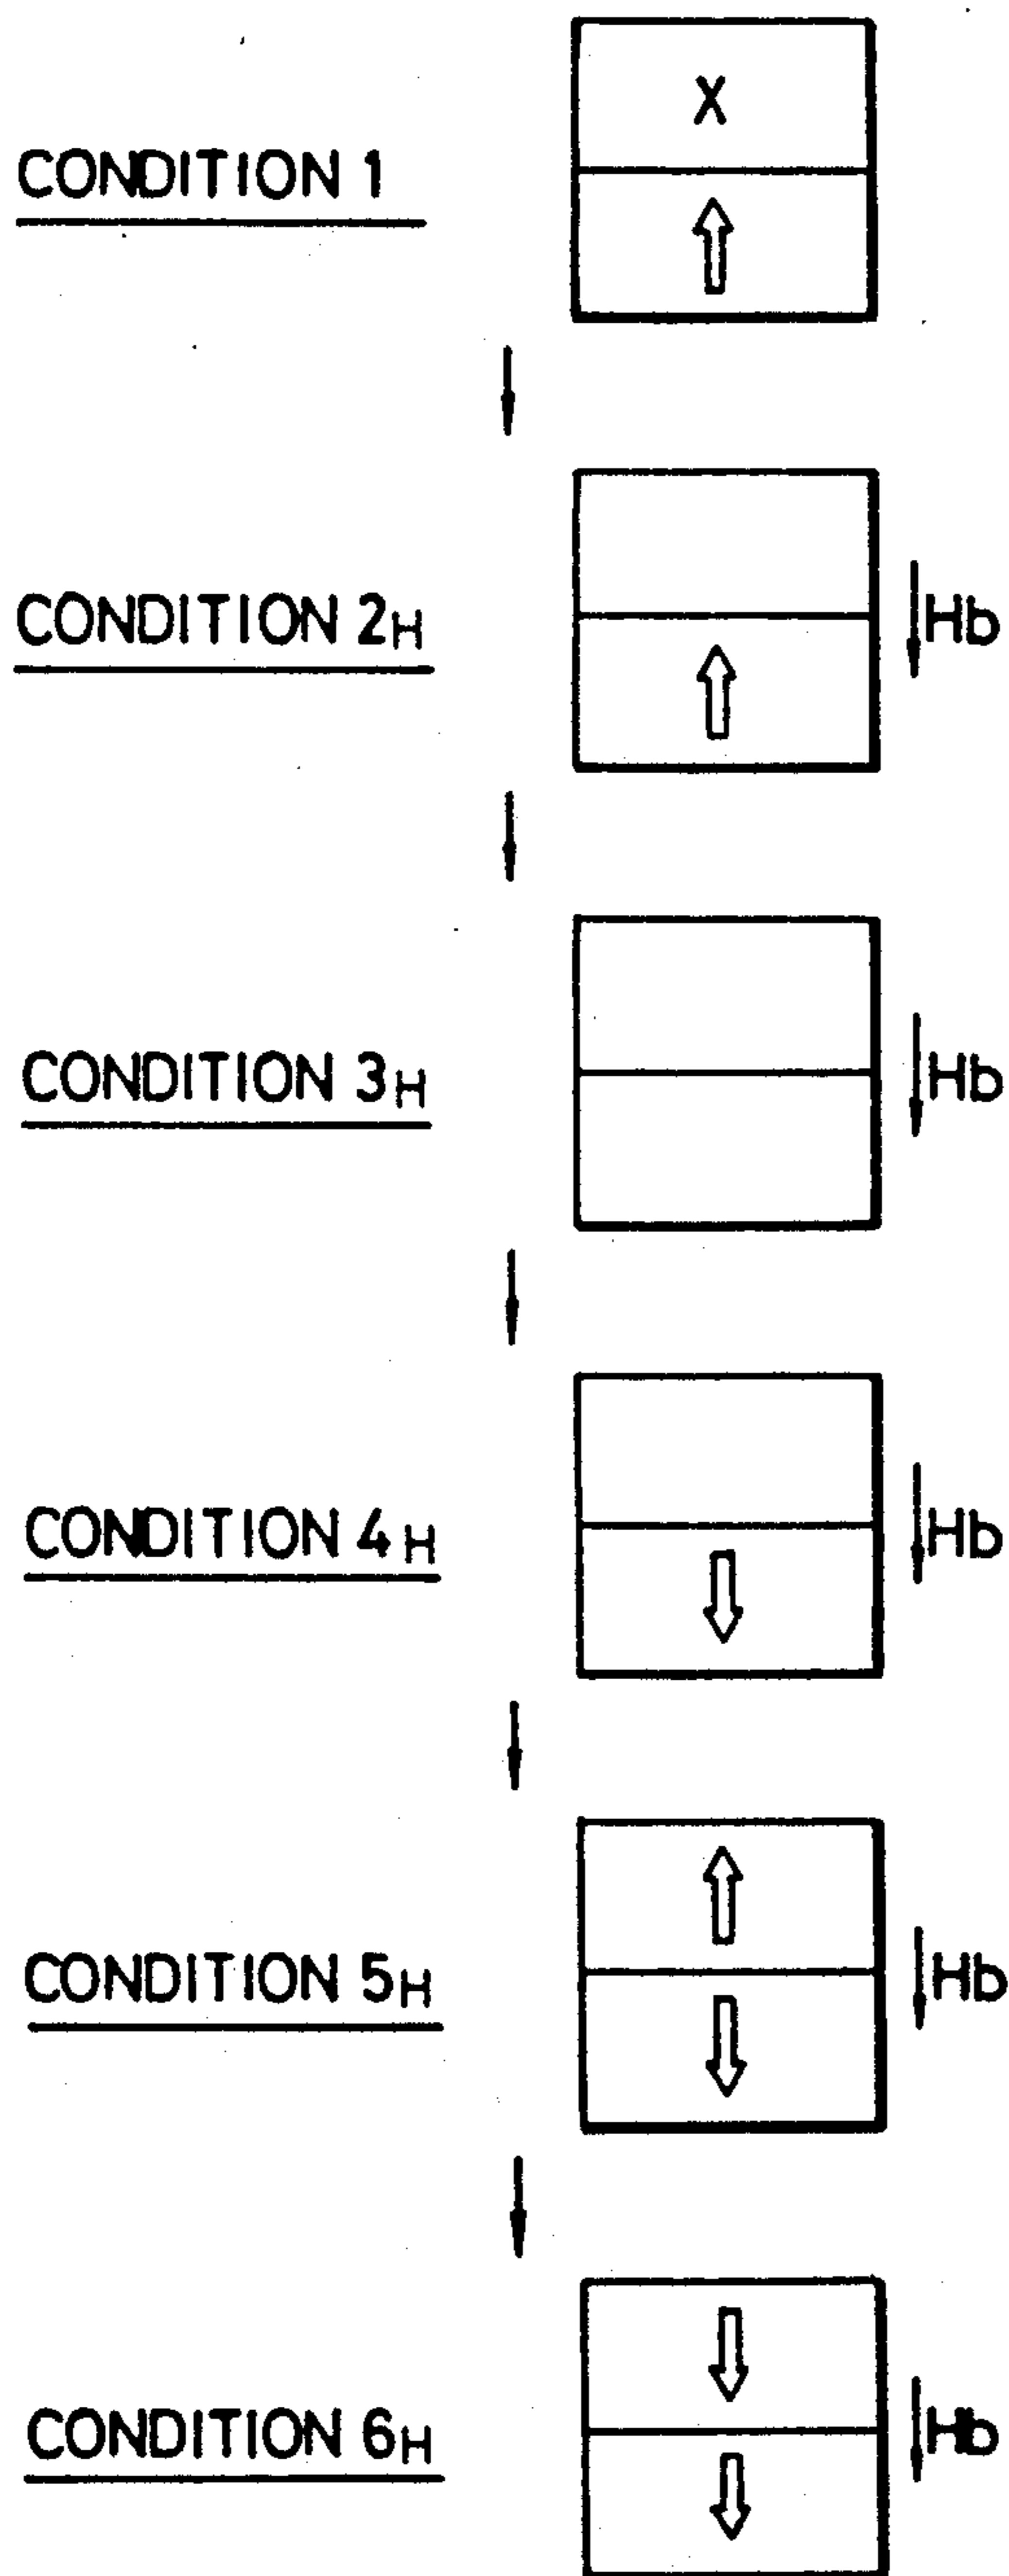 X
CONDITION 1
CONDITION 2H
Hb
CONDITION 3H
Hb
CONDITION 4H
Hb
CONDITION 5H
Hb
CONDITION 6H
Hb